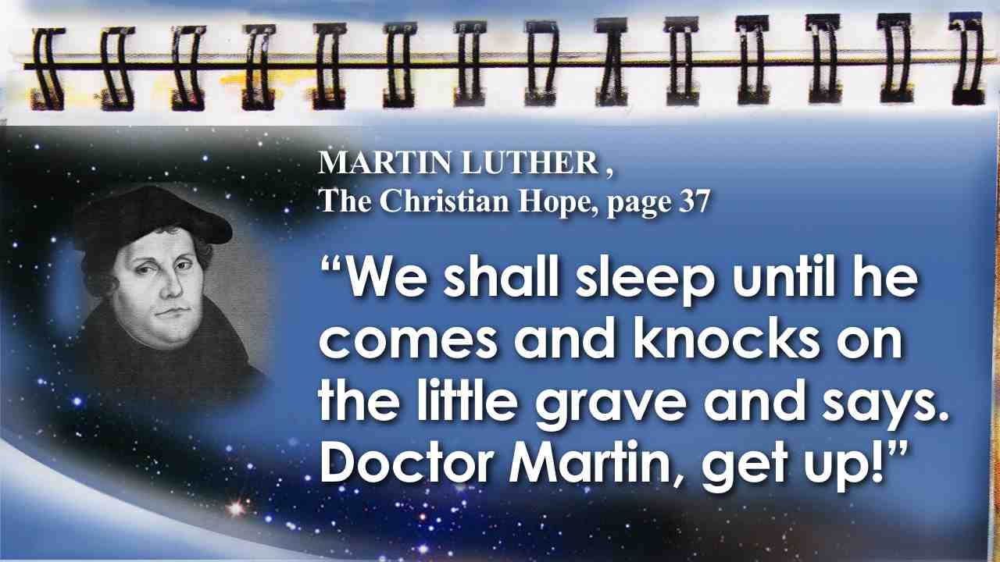 MARTIN LUTHER ,
The Christian Hope, page 37
“We shall sleep until he
comes and knocks on
the little grave and says.
Doctor Martin, get up!”